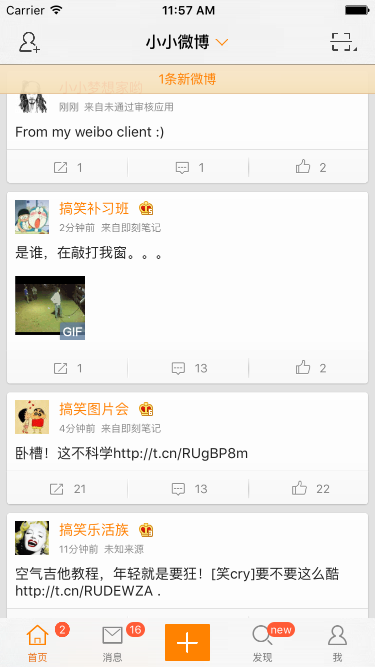 Carrier 11:57 AM
小小微博
1条新微博
小小梦想家哟
刚刚 来自未通过审核应用
From my weibo client :)
1 1 2
搞笑补习班
2分钟前 来自即刻笔记
是谁，在敲打我窗。。。
GIF
1 13 2
搞笑图片会
4分钟前 来自即刻笔记
卧槽！这不科学http://t.cn/RUgBP8m
21 13 22
搞笑乐活族
11分钟前 未知来源
空气吉他教程，年轻就是要狂！[笑cry]要不要这么酷
http://t.cn/RUDEWZA .
2 16 new
首页 消息 发现 我